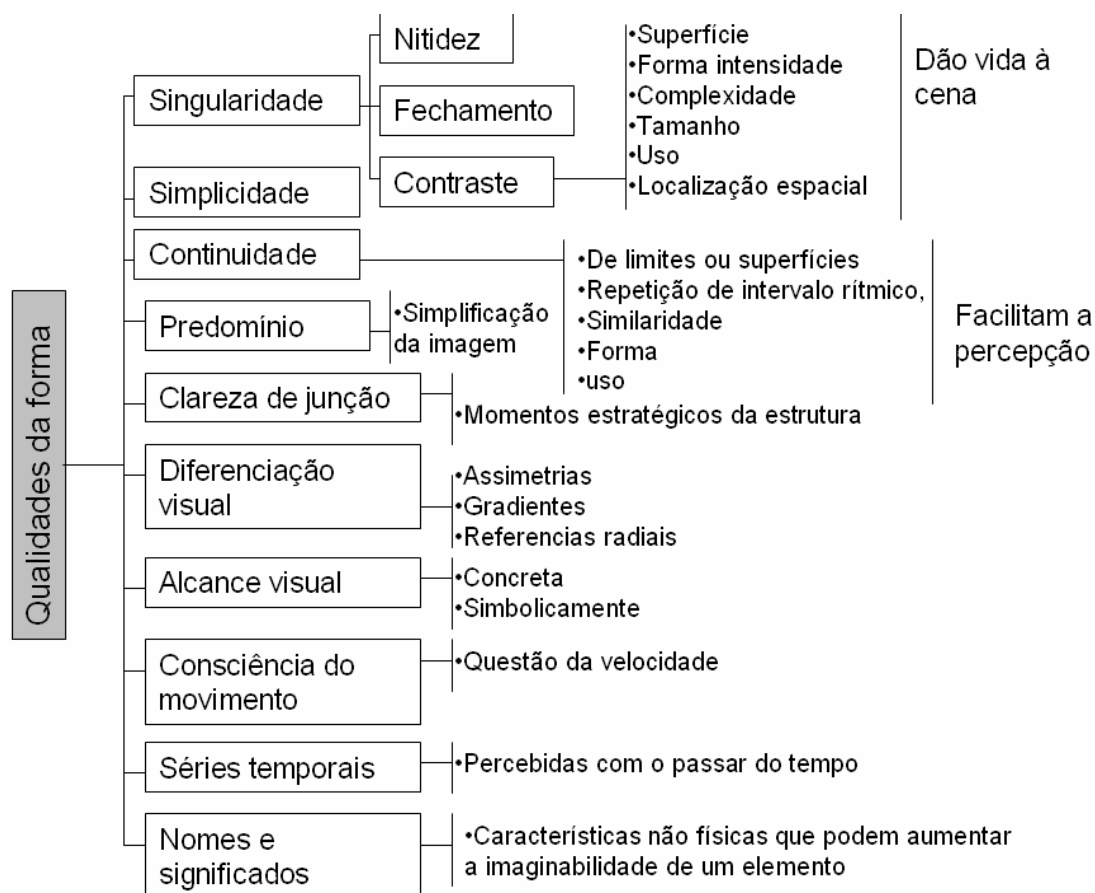 Qualidades da forma
Singularidade
Nitidez
Fechamento
Contraste
•Superfície
•Forma intensidade
•Complexidade
•Tamanho
•Uso
•Localização espacial
Dão vida à
cena
Simplicidade
Continuidade
•De limites ou superfícies
•Repetição de intervalo rítmico,
•Similaridade
•Forma
•uso
Facilitam a
percepção
Predomínio
•Simplificação
da imagem
Clareza de junção
•Momentos estratégicos da estrutura
Diferenciação
visual
•Assimetrias
•Gradientes
•Referencias radiais
Alcance visual
•Concreta
•Simbolicamente
Consciência do
movimento
•Questão da velocidade
Séries temporais
•Percebidas com o passar do tempo
Nomes e
significados
•Características não físicas que podem aumentar
a imaginabilidade de um elemento